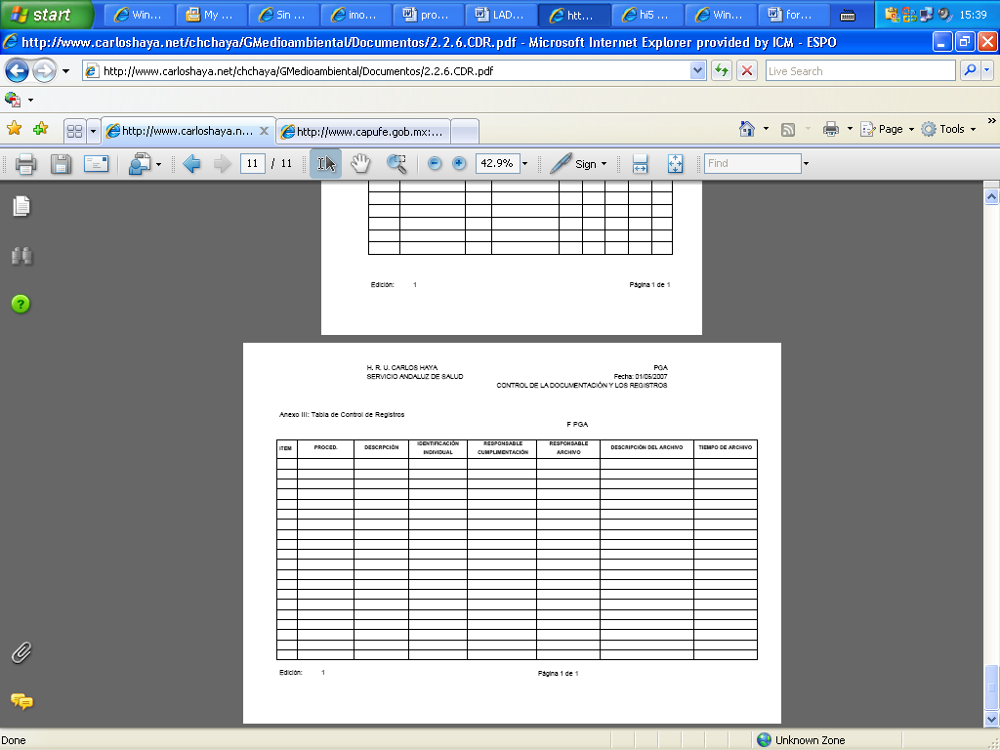 start
Win...
My ...
Sin ...
imo...
pro...
LAD...
htt...
hi5 ...
Win...
for...
15:39
http://www.carloshaya.net/chchaya/GMedioambiental/Documentos/2.2.6.CDR.pdf - Microsoft Internet Explorer provided by ICM - ESPO
http://www.carloshaya.net/chchaya/GMedioambiental/Documentos/2.2.6.CDR.pdf
Live Search
http://www.carloshaya.n...
http://www.capufe.gob.mx:...
Page
Tools
11 / 11
42.9%
Sign
Find
Edición: 1
Página 1 de 1
H. R. U. CARLOS HAYA
PGA
SERVICIO ANDALUZ DE SALUD
Fecha: 01/05/2007
CONTROL DE LA DOCUMENTACIÓN Y LOS REGISTROS
Anexo III: Tabla de Control de Registros
F PGA
ITEM
PROCED.
DESCRPCIÓN
IDENTIFICACIÓN INDIVIDUAL
RESPONSABLE CUMPLIMENTACIÓN
RESPONSABLE ARCHIVO
DESCRIPCIÓN DEL ARCHIVO
TIEMPO DE ARCHIVO
Edición: 1
Página 1 de 1
Done
Unknown Zone